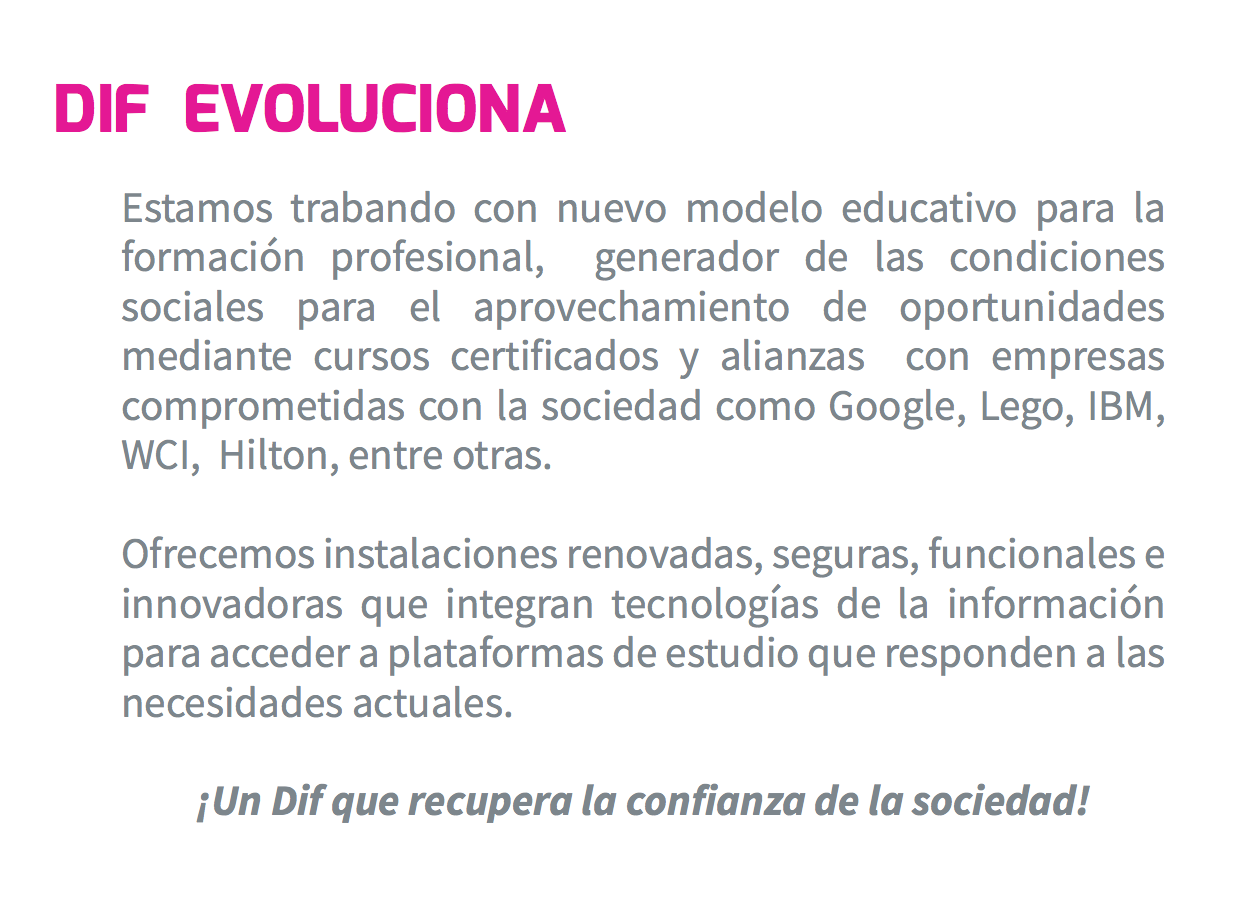 DIF EVOLUCIONA
Estamos trabando con nuevo modelo educativo para la
formación profesional, generador de las condiciones
sociales para el aprovechamiento de oportunidades
mediante cursos certificados y alianzas con empresas
comprometidas con la sociedad como Google, Lego, IBM,
WCI, Hilton, entre otras.
Ofrecemos instalaciones renovadas, seguras, funcionales e
innovadoras que integran tecnologías de la información
para acceder a plataformas de estudio que responden a las
necesidades actuales.
¡Un Dif que recupera la confianza de la sociedad!